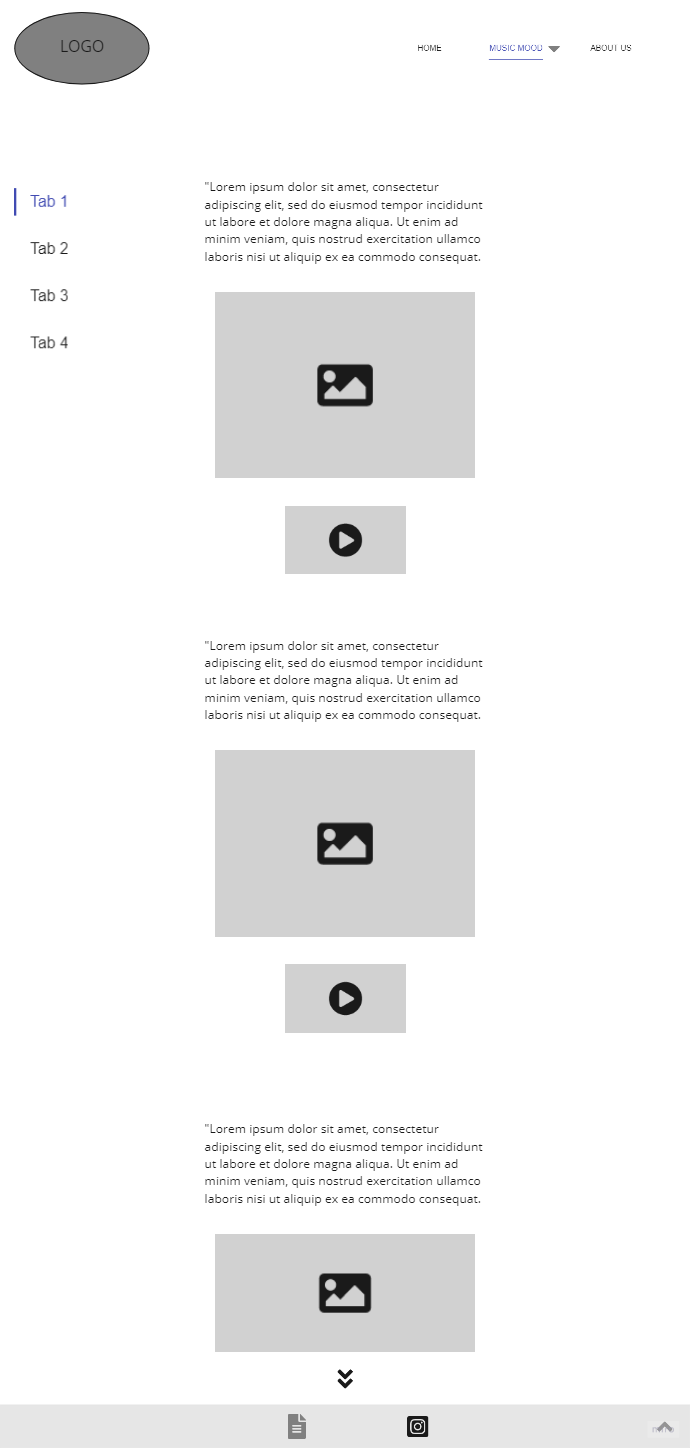 LOGO
HOME
MUSIC MOOD
ABOUT US
Tab 1
Tab 2
Tab 3
Tab 4
"Lorem ipsum dolor sit amet, consectetur
adipiscing elit, sed do eiusmod tempor incididunt
ut labore et dolore magna aliqua. Ut enim ad
minim veniam, quis nostrud exercitation ullamco
laboris nisi ut aliquip ex ea commodo consequat.
"Lorem ipsum dolor sit amet, consectetur
adipiscing elit, sed do eiusmod tempor incididunt
ut labore et dolore magna aliqua. Ut enim ad
minim veniam, quis nostrud exercitation ullamco
laboris nisi ut aliquip ex ea commodo consequat.
"Lorem ipsum dolor sit amet, consectetur
adipiscing elit, sed do eiusmod tempor incididunt
ut labore et dolore magna aliqua. Ut enim ad
minim veniam, quis nostrud exercitation ullamco
laboris nisi ut aliquip ex ea commodo consequat.